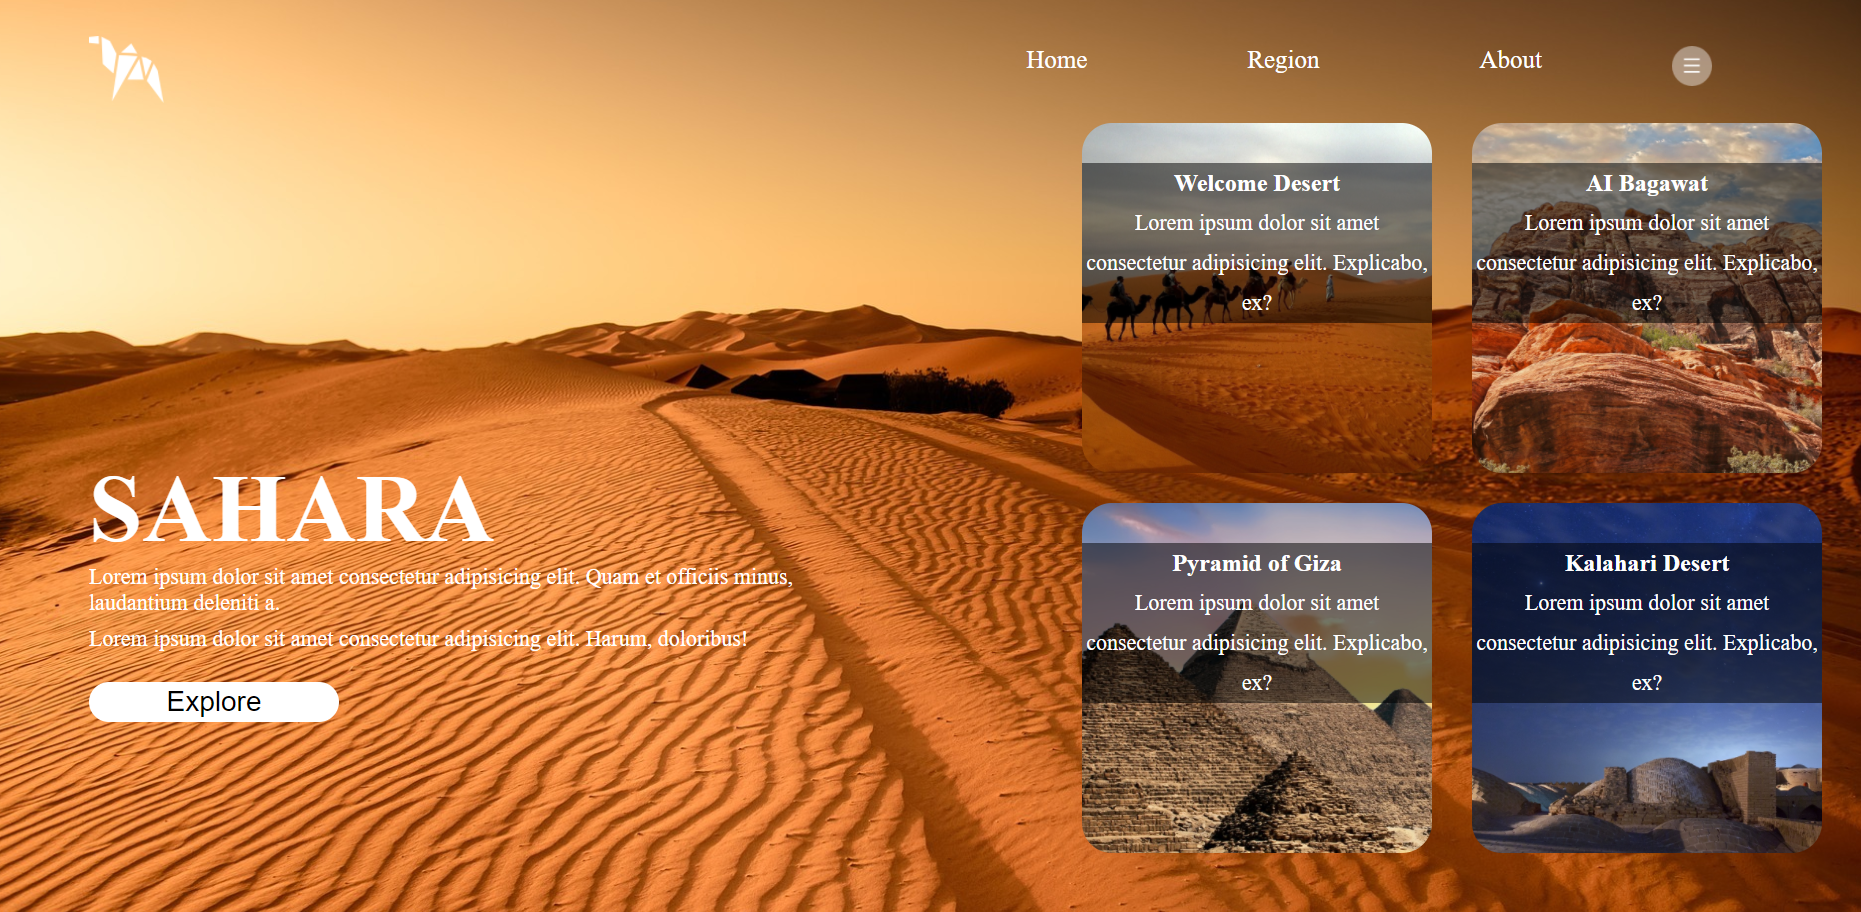 Home
Region
About
Welcome Desert
Lorem ipsum dolor sit amet
consectetur adipisicing elit. Explicabo,
ex?
AI Bagawat
Lorem ipsum dolor sit amet
consectetur adipisicing elit. Explicabo,
ex?
SAHARA
Lorem ipsum dolor sit amet consectetur adipisicing elit. Quam et officiis minus,
laudantium deleniti a.
Lorem ipsum dolor sit amet consectetur adipisicing elit. Harum, doloribus!
Explore
Pyramid of Giza
Lorem ipsum dolor sit amet
consectetur adipisicing elit. Explicabo,
ex?
Kalahari Desert
Lorem ipsum dolor sit amet
consectetur adipisicing elit. Explicabo,
ex?